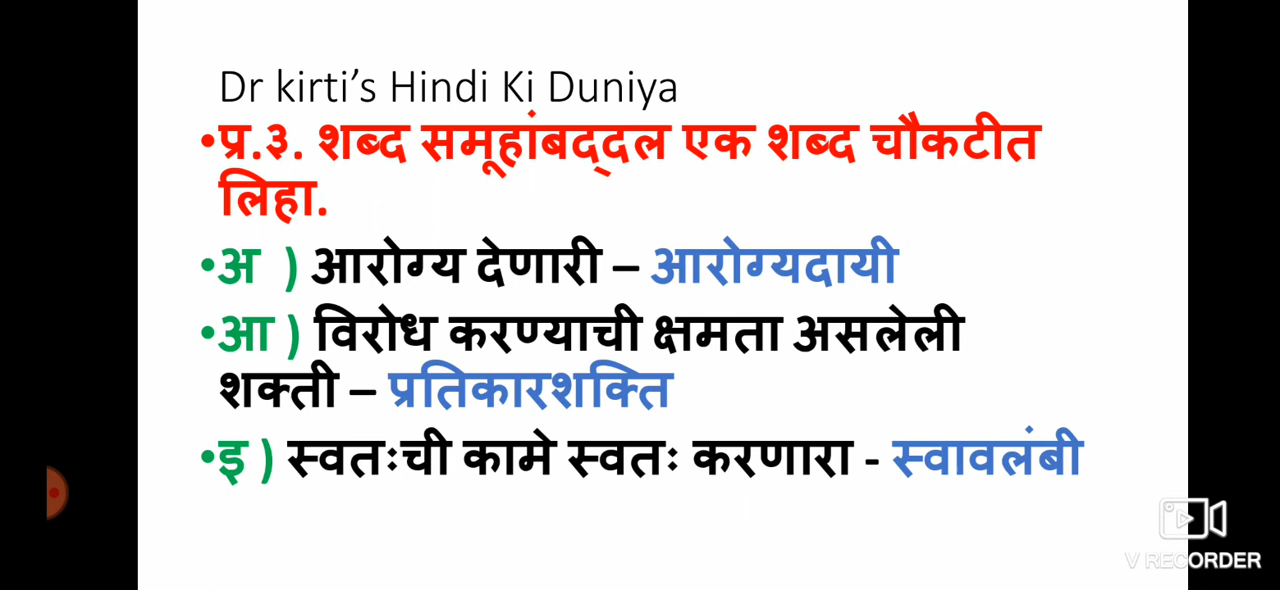 Dr kirti's Hindi Ki Duniya
•प्र.३. शब्द समूहांबद्दल एक शब्द चौकटीत
लिहा.
•अ ) आरोग्य देणारी – आरोग्यदायी
•आ ) विरोध करण्याची क्षमता असलेली
शक्ती – प्रतिकारशक्ति
•इ ) स्वतःची कामे स्वतः करणारा - स्वावलंबी
V RECORDER